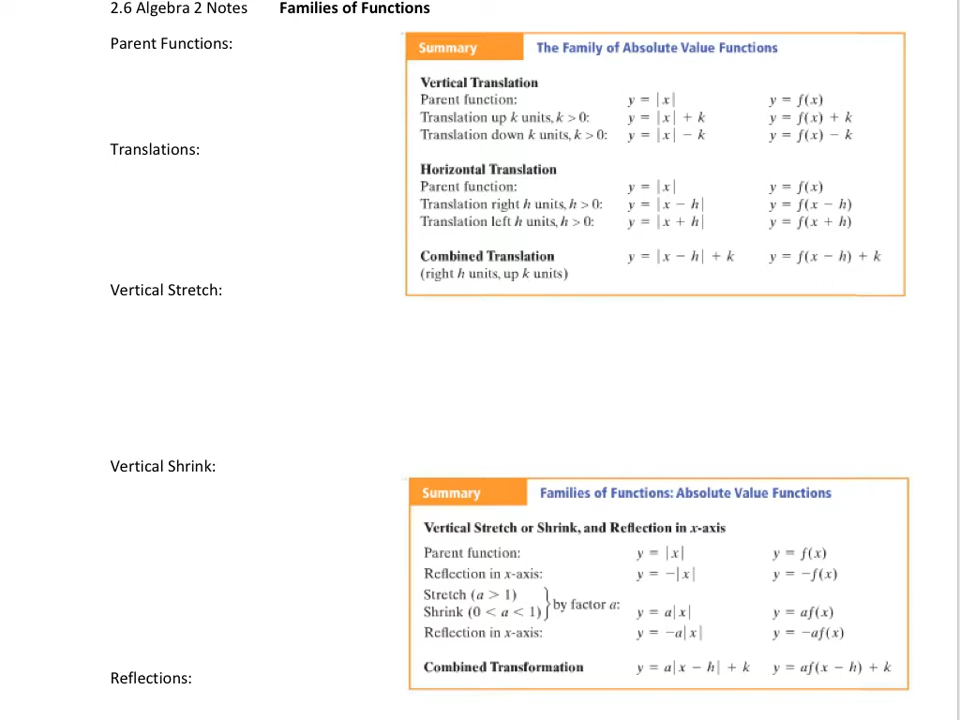 2.6 Algebra 2 Notes Families of Functions
Parent Functions:
Translations:
Vertical Stretch:
Vertical Shrink:
Reflections:
Summary The Family of Absolute Value Functions
Vertical Translation
Parent function: y = |x| y = f(x)
Translation up k units, k > 0: y = |x| + k y = f(x) + k
Translation down k units, k > 0: y = |x| − k y = f(x) − k
Horizontal Translation
Parent function: y = |x| y = f(x)
Translation right h units, h > 0: y = |x − h| y = f(x − h)
Translation left h units, h > 0: y = |x + h| y = f(x + h)
Combined Translation y = |x − h| + k y = f(x − h) + k
(right h units, up k units)
Summary Families of Functions: Absolute Value Functions
Vertical Stretch or Shrink, and Reflection in x-axis
Parent function: y = |x| y = f(x)
Reflection in x-axis: y = −|x| y = −f(x)
Stretch (a > 1)
Shrink (0 < a < 1) } by factor a: y = a|x| y = af(x)
Reflection in x-axis: y = −a|x| y = −af(x)
Combined Transformation y = a|x − h| + k y = af(x − h) + k